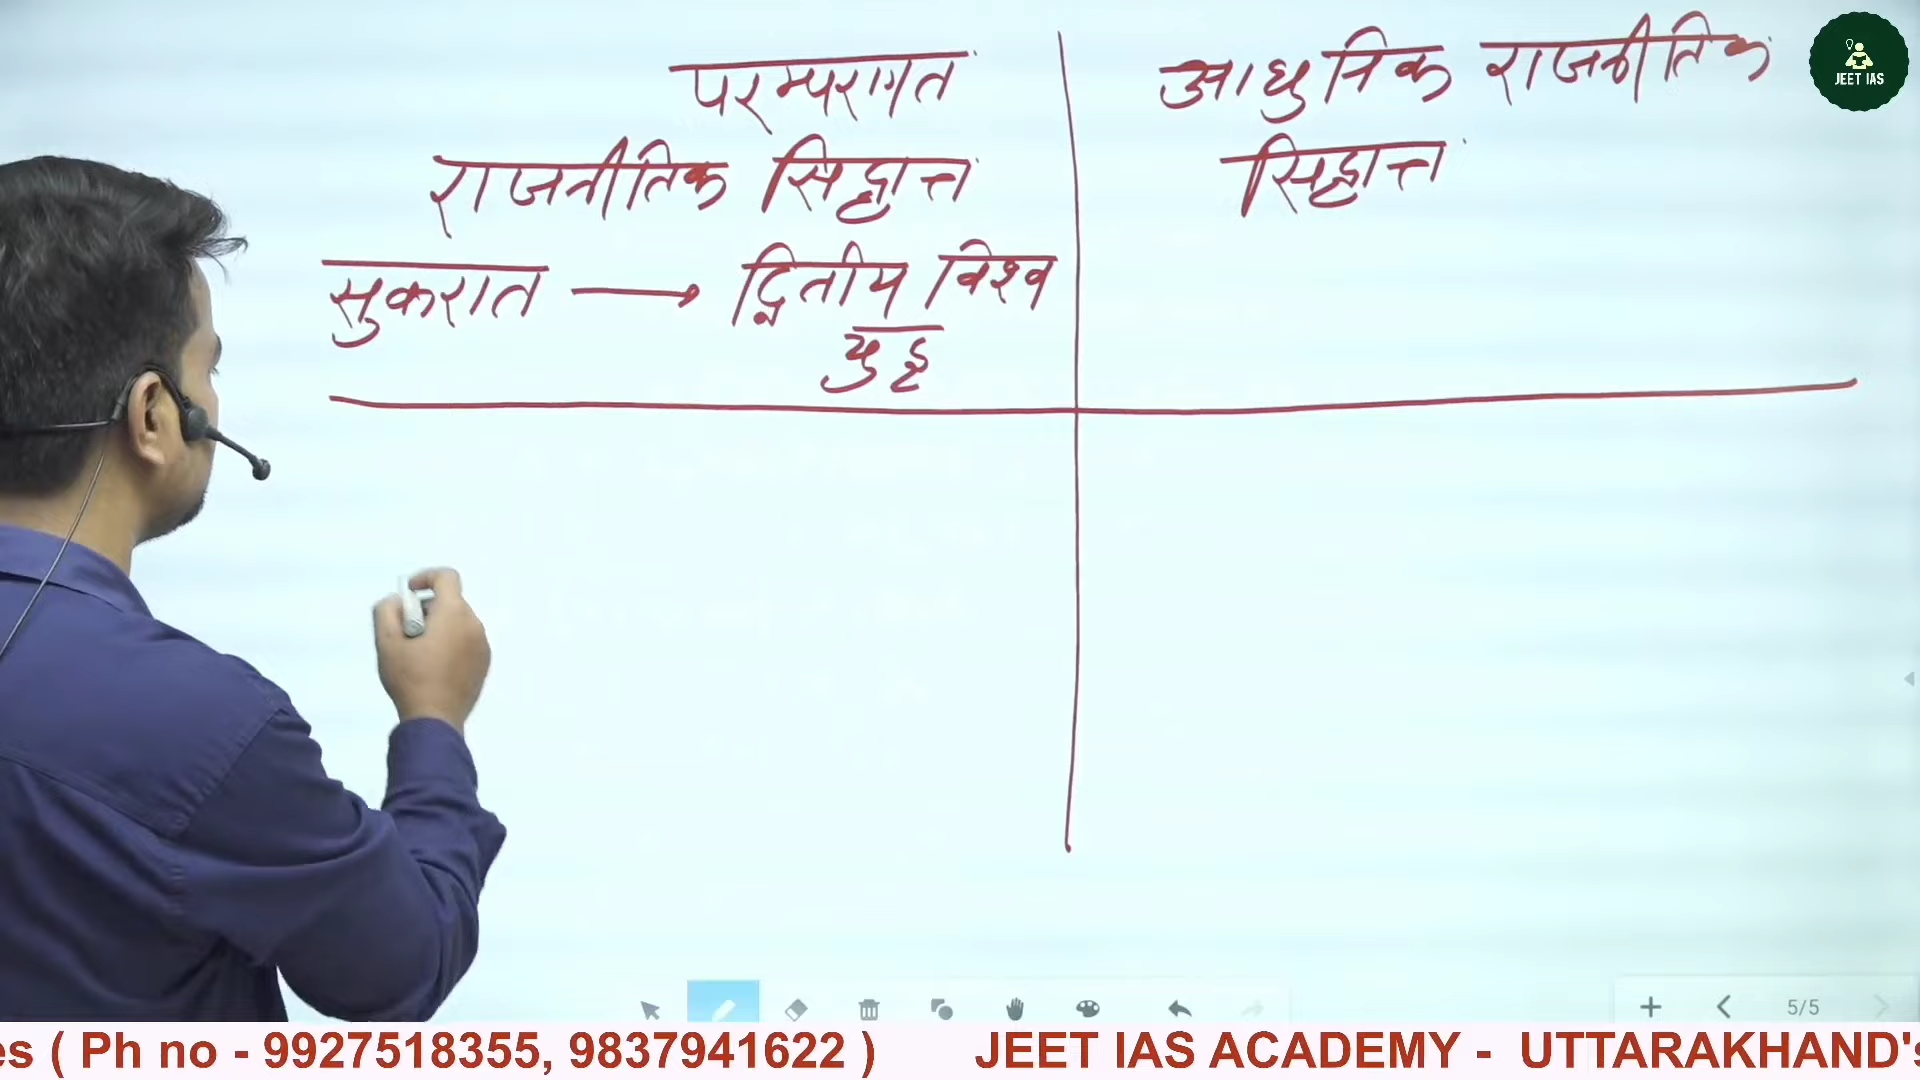 परम्परागत
राजनीतिक सिद्धान्त
सुकरात → द्वितीय विश्व
युद्ध
आधुनिक राजनीतिक
सिद्धान्त
JEET IAS
5/5
es ( Ph no - 9927518355, 9837941622 ) JEET IAS ACADEMY - UTTARAKHAND's